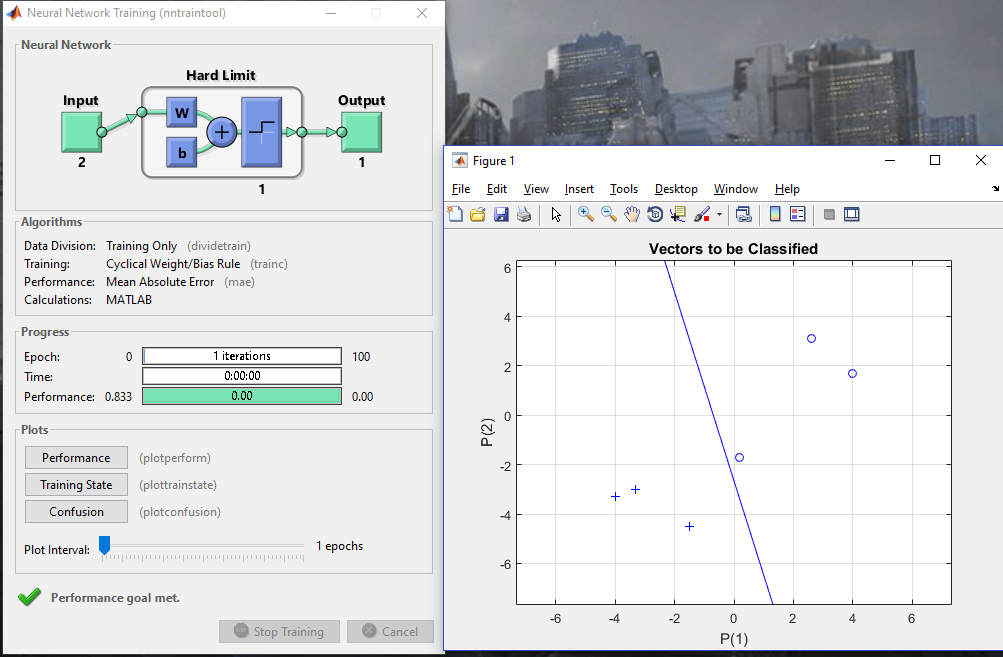 Neural Network Training (nntraintool)
Neural Network
Hard Limit
Input
Output
W
b
2
1
1
Algorithms
Data Division: Training Only (dividetrain)
Training: Cyclical Weight/Bias Rule (trainc)
Performance: Mean Absolute Error (mae)
Calculations: MATLAB
Progress
Epoch: 0 1 iterations 100
Time: 0:00:00
Performance: 0.833 0.00 0.00
Plots
Performance (plotperform)
Training State (plottrainstate)
Confusion (plotconfusion)
Plot Interval: 1 epochs
Performance goal met.
Stop Training Cancel
Figure 1
File Edit View Insert Tools Desktop Window Help
Vectors to be Classified
6
4
2
0
-2
-4
-6
P(2)
-6 -4 -2 0 2 4 6
P(1)